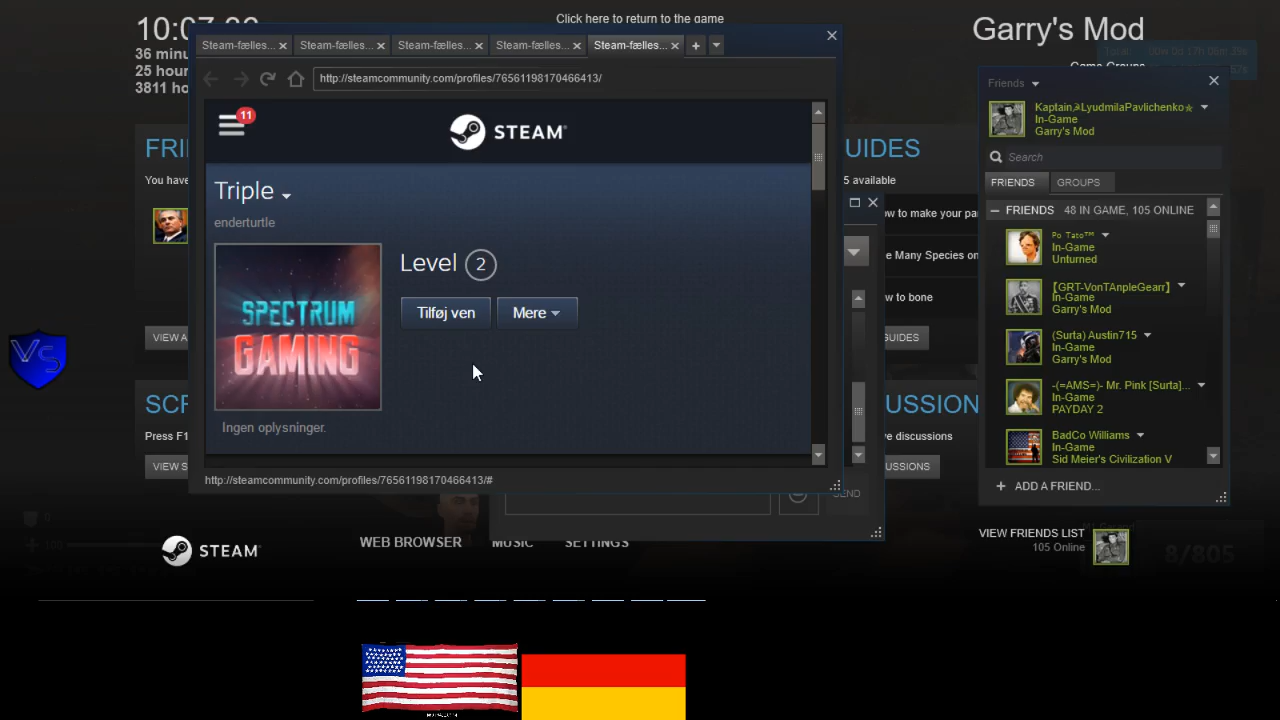 Click here to return to the game
Garry's Mod
36 minu
25 hour
3811 ho
Steam-fælles...
Steam-fælles...
Steam-fælles...
Steam-fælles...
Steam-fælles...
http://steamcommunity.com/profiles/76561198170466413/
11
STEAM
Triple
enderturtle
SPECTRUM
GAMING
Level 2
Tilføj ven
Mere
Ingen oplysninger.
http://steamcommunity.com/profiles/76561198170466413/#
FRI
You have
VIEW A
SCR
Press F1
VIEW S
VS
UIDES
5 available
w to make your pa
e Many Species on
w to bone
UIDES
USSION
e discussions
USSIONS
SEND
Friends
Kaptain☭LyudmilaPavlichenko★
In-Game
Garry's Mod
Search
FRIENDS
GROUPS
FRIENDS 48 IN GAME, 105 ONLINE
Po Tato™
In-Game
Unturned
【GRT-VonTAnpleGearr】
In-Game
Garry's Mod
(Surta) Austin715
In-Game
Garry's Mod
-(=AMS=)- Mr. Pink [Surta]...
In-Game
PAYDAY 2
BadCo Williams
In-Game
Sid Meier's Civilization V
+ ADD A FRIEND...
VIEW FRIENDS LIST
105 Online
8/805
STEAM
WEB BROWSER
MUSIC
SETTINGS